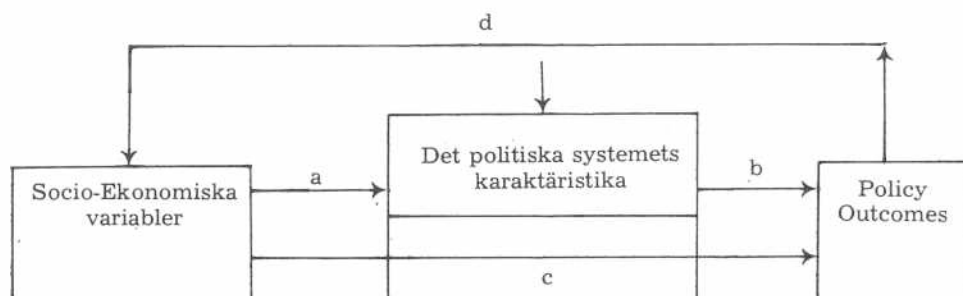 d
Socio-Ekonomiska
variabler
a
Det politiska systemets
karaktäristika
b
Policy
Outcomes
c